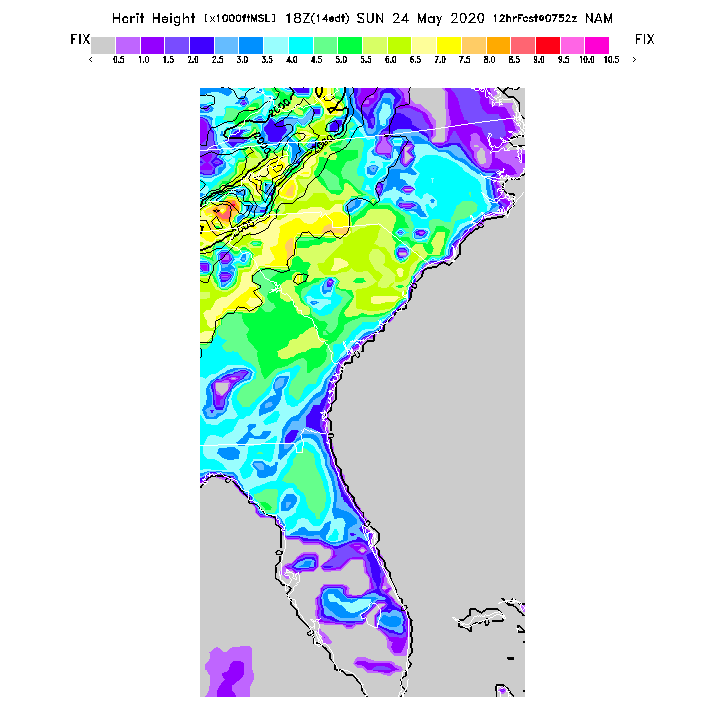 Hcrit Height [x1000ftMSL] 18Z(14edt) SUN 24 May 2020 12hrFcst@0752z NAM
FIX FIX
< 0.5 1.0 1.5 2.0 2.5 3.0 3.5 4.0 4.5 5.0 5.5 6.0 6.5 7.0 7.5 8.0 8.5 9.0 9.5 10.0 10.5 >